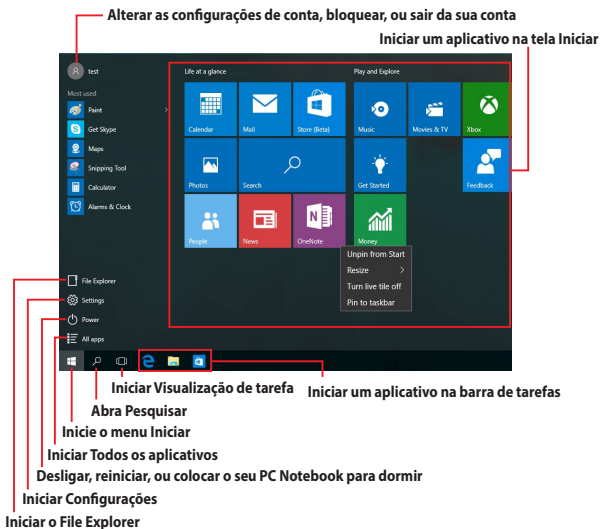 Alterar as configurações de conta, bloquear, ou sair da sua conta
Iniciar um aplicativo na tela Iniciar
test
Life at a glance
Play and Explore
Most used
Paint
Get Skype
Maps
Snipping Tool
Calculator
Alarms & Clock
Calendar
Mail
Store (Beta)
Music
Movies & TV
Xbox
Photos
Search
Get Started
Feedback
People
News
OneNote
Money
Unpin from Start
Resize
Turn live tile off
Pin to taskbar
File Explorer
Settings
Power
All apps
Iniciar Visualização de tarefa
Iniciar um aplicativo na barra de tarefas
Abra Pesquisar
Inicie o menu Iniciar
Iniciar Todos os aplicativos
Desligar, reiniciar, ou colocar o seu PC Notebook para dormir
Iniciar Configurações
Iniciar o File Explorer